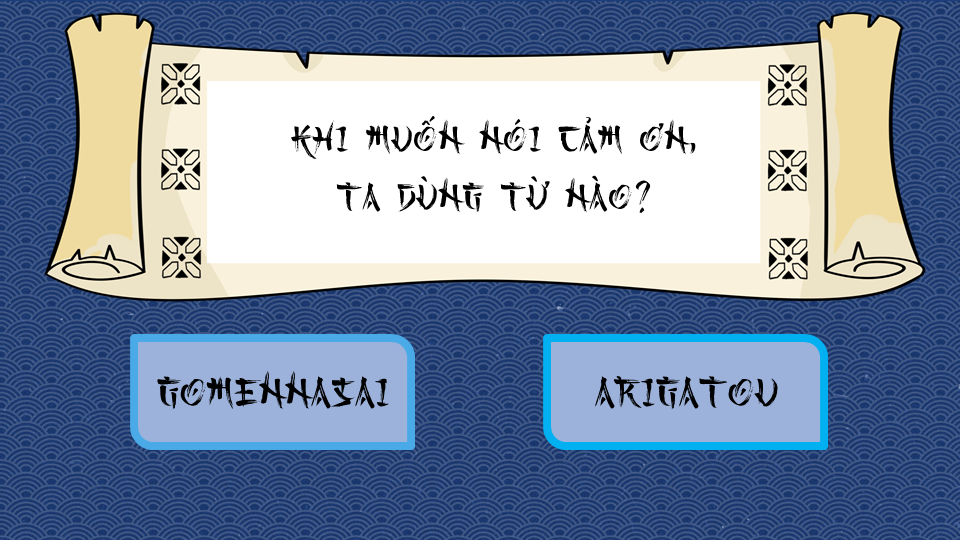 KHI MUỐN NÓI CẢM ƠN,
TA DÙNG TỪ NÀO?
GOMENNASAI
ARIGATOU